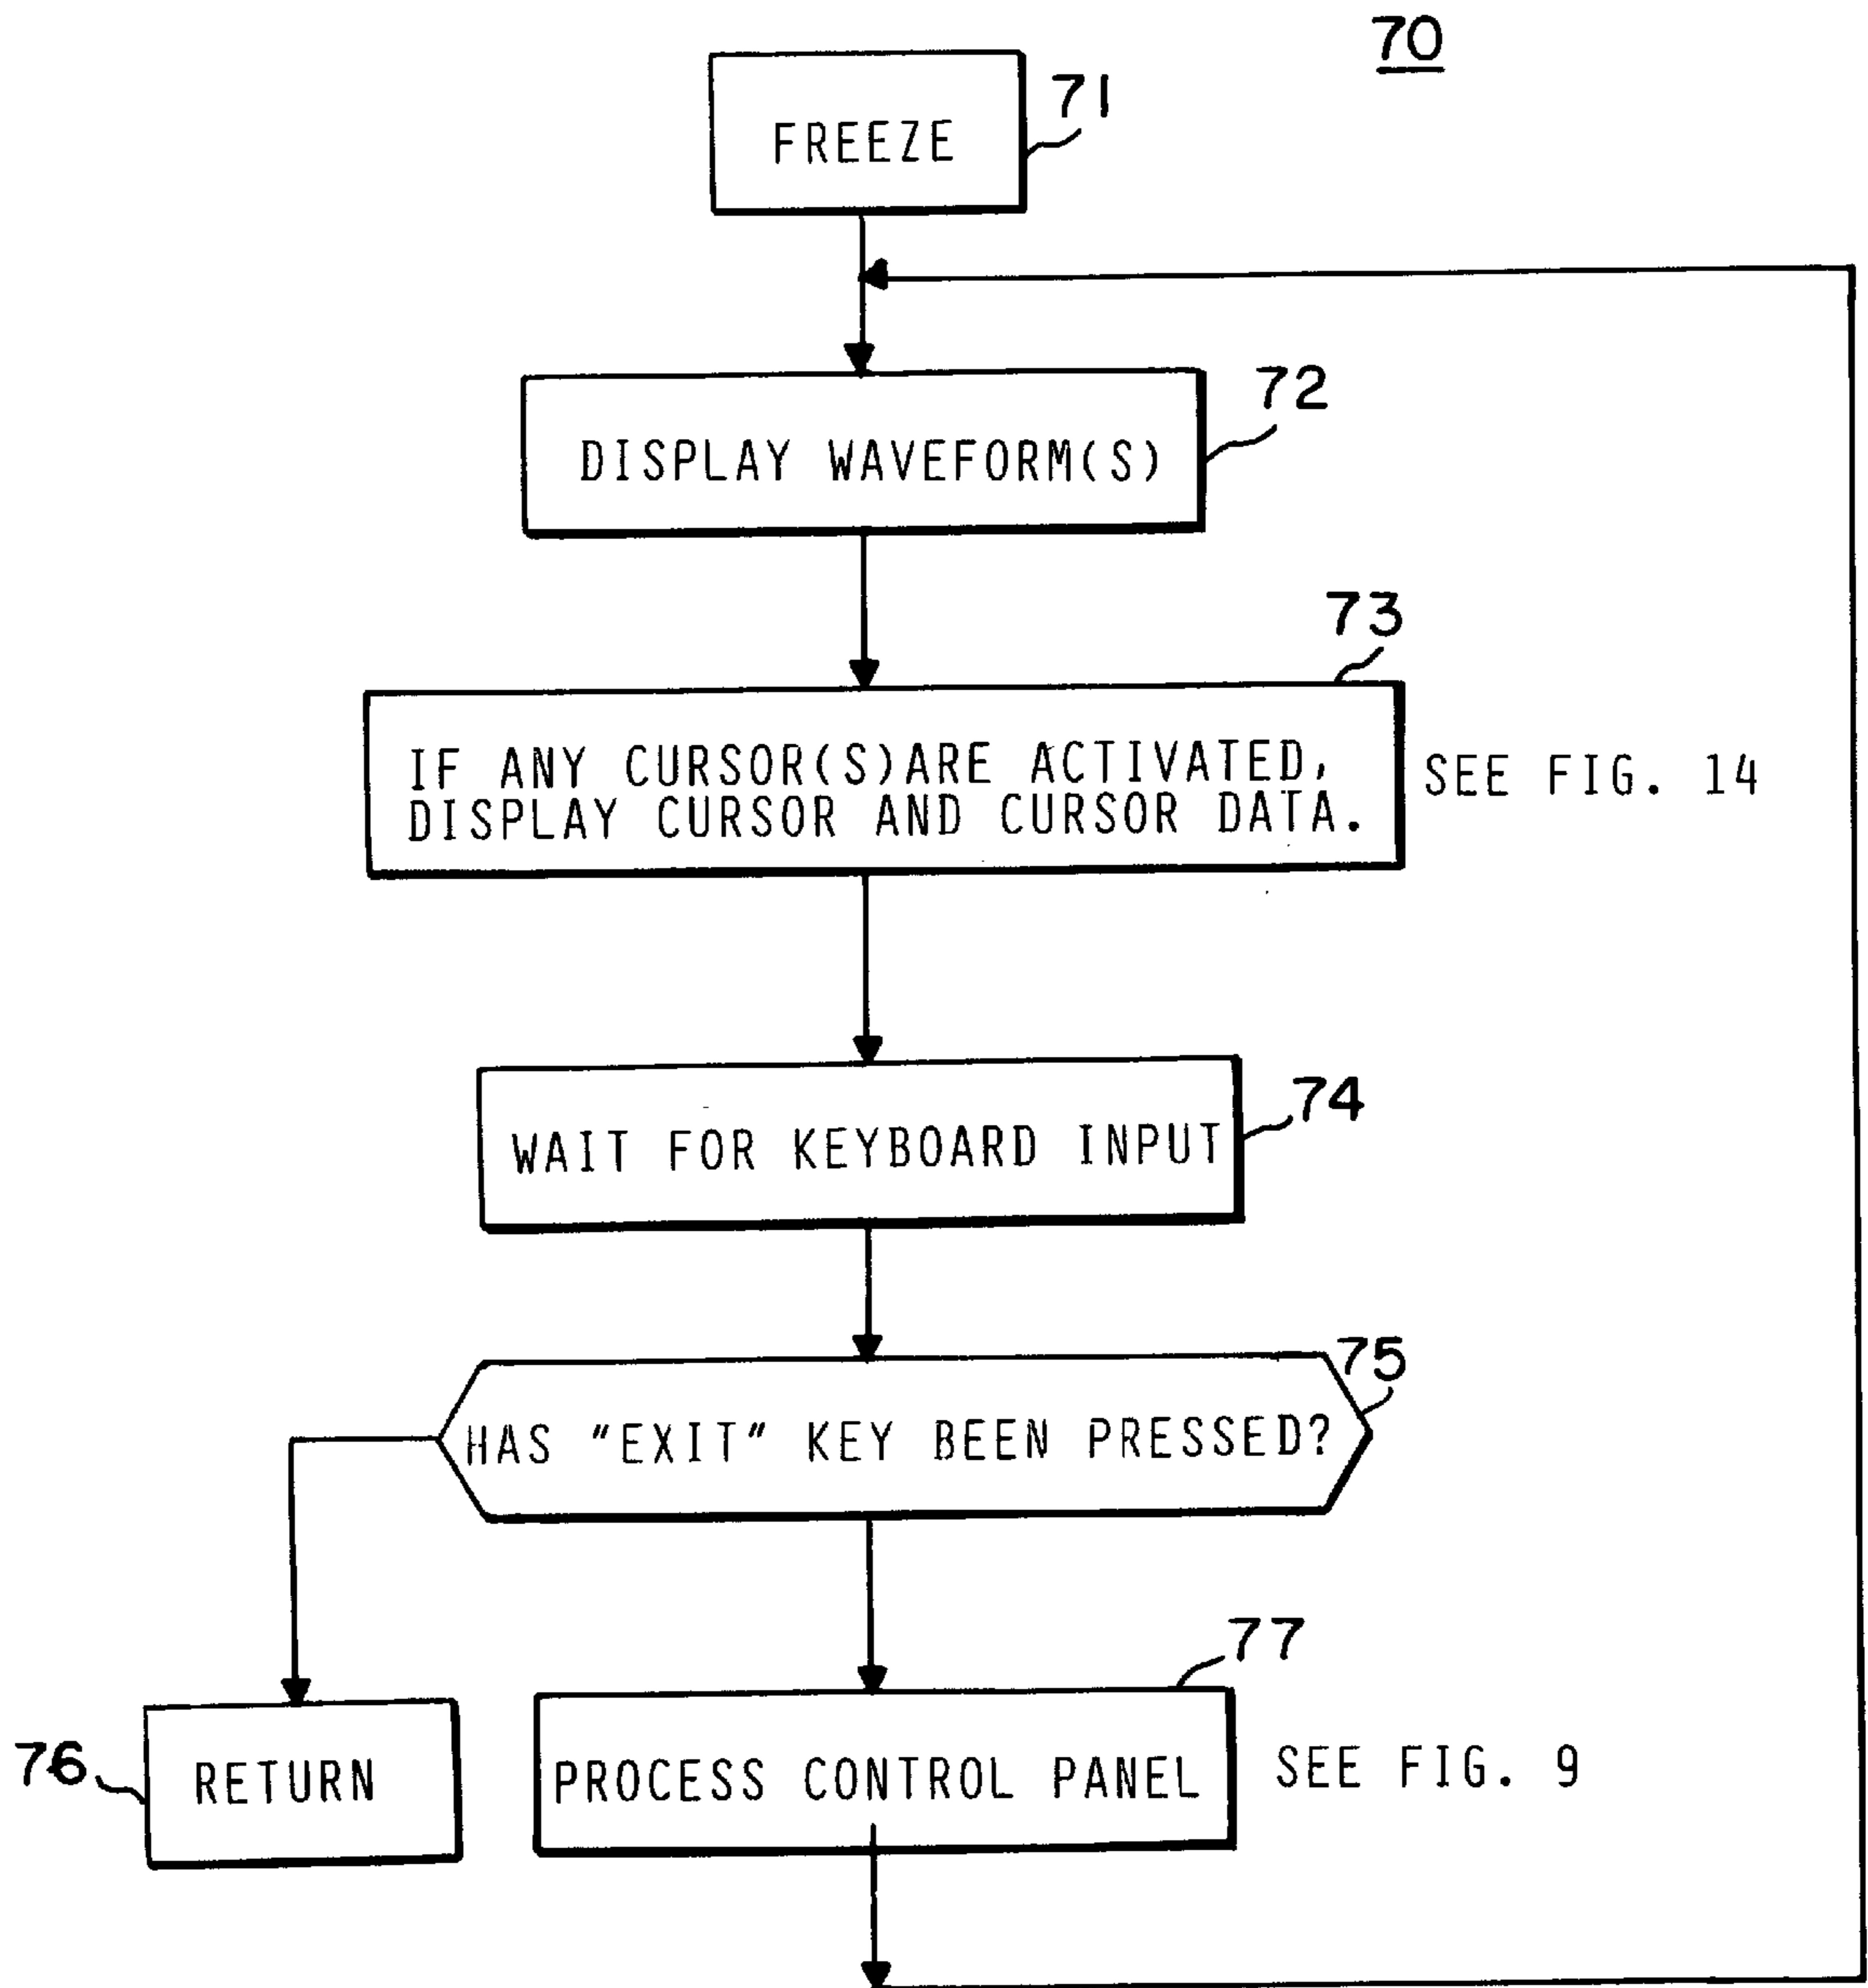 70
FREEZE
71
DISPLAY WAVEFORM(S)
72
73
IF ANY CURSOR(S)ARE ACTIVATED,
DISPLAY CURSOR AND CURSOR DATA.
SEE FIG. 14
WAIT FOR KEYBOARD INPUT
74
75
HAS "EXIT" KEY BEEN PRESSED?
76
RETURN
77
PROCESS CONTROL PANEL
SEE FIG. 9